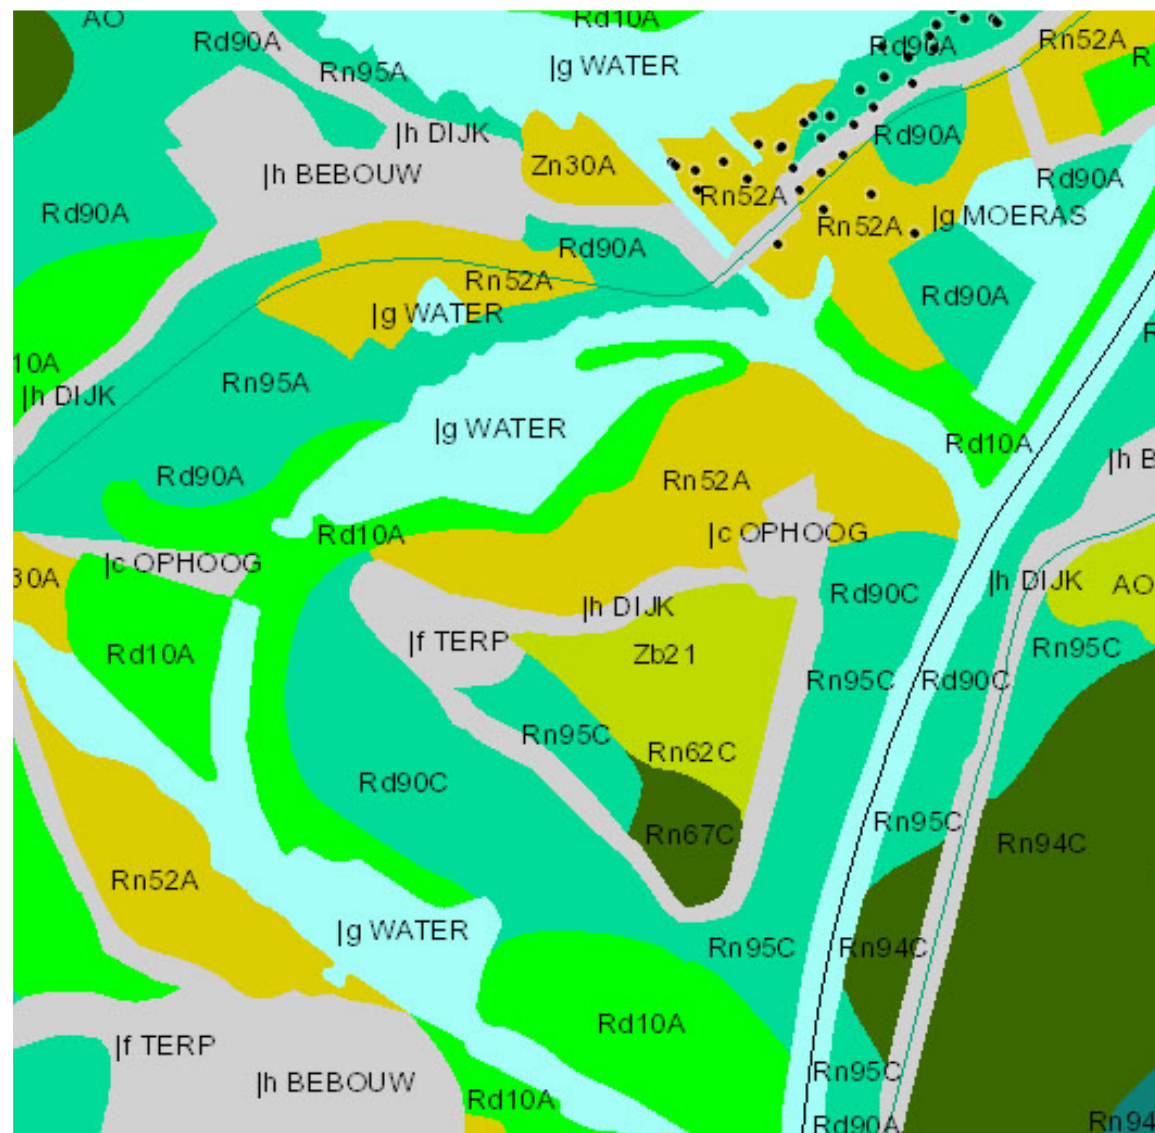 AO
Rd10A
Rd90A
Rd90A
Rn52A
R
Rn95A
|g WATER
|h DIJK
Rd90A
|h BEBOUW
Zn30A
Rd90A
Rn52A
Rd90A
Rn52A
|g MOERAS
Rd90A
Rn52A
Rd90A
|g WATER
10A
Rn95A
|h DIJK
|g WATER
Rd10A
|h B
Rd90A
Rn52A
Rd10A
|c OPHOOG
|c OPHOOG
30A
Rd90C
|h DIJK
AO
|h DIJK
|f TERP
Rd10A
Zb21
Rn95C
Rn95C
Rd90C
Rn95C
Rn62C
Rd90C
Rn95C
Rn67C
Rn94C
Rn52A
|g WATER
Rn95C
Rn94C
Rd10A
|f TERP
|h BEBOUW
Rn95C
Rd10A
Rd90A
Rn94